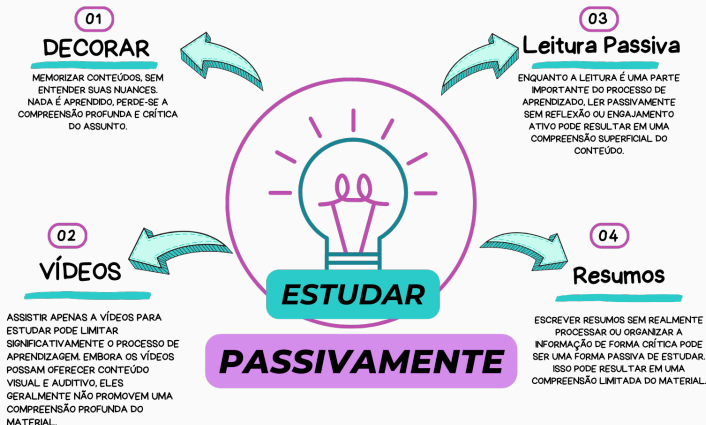 01
DECORAR
MEMORIZAR CONTEÚDOS, SEM
ENTENDER SUAS NUANCES.
NADA É APRENDIDO, PERDE-SE A
COMPREENSÃO PROFUNDA E CRÍTICA
DO ASSUNTO.
02
VÍDEOS
ASSISTIR APENAS A VÍDEOS PARA
ESTUDAR PODE LIMITAR
SIGNIFICATIVAMENTE O PROCESSO DE
APRENDIZAGEM. EMBORA OS VÍDEOS
POSSAM OFERECER CONTEÚDO
VISUAL E AUDITIVO, ELES
GERALMENTE NÃO PROMOVEM UMA
COMPREENSÃO PROFUNDA DO
MATERIAL.
03
Leitura Passiva
ENQUANTO A LEITURA É UMA PARTE
IMPORTANTE DO PROCESSO DE
APRENDIZADO, LER PASSIVAMENTE
SEM REFLEXÃO OU ENGAJAMENTO
ATIVO PODE RESULTAR EM UMA
COMPREENSÃO SUPERFICIAL DO
CONTEÚDO.
04
Resumos
ESCREVER RESUMOS SEM REALMENTE
PROCESSAR OU ORGANIZAR A
INFORMAÇÃO DE FORMA CRÍTICA PODE
SER UMA FORMA PASSIVA DE ESTUDAR.
ISSO PODE RESULTAR EM UMA
COMPREENSÃO LIMITADA DO MATERIAL.
ESTUDAR
PASSIVAMENTE